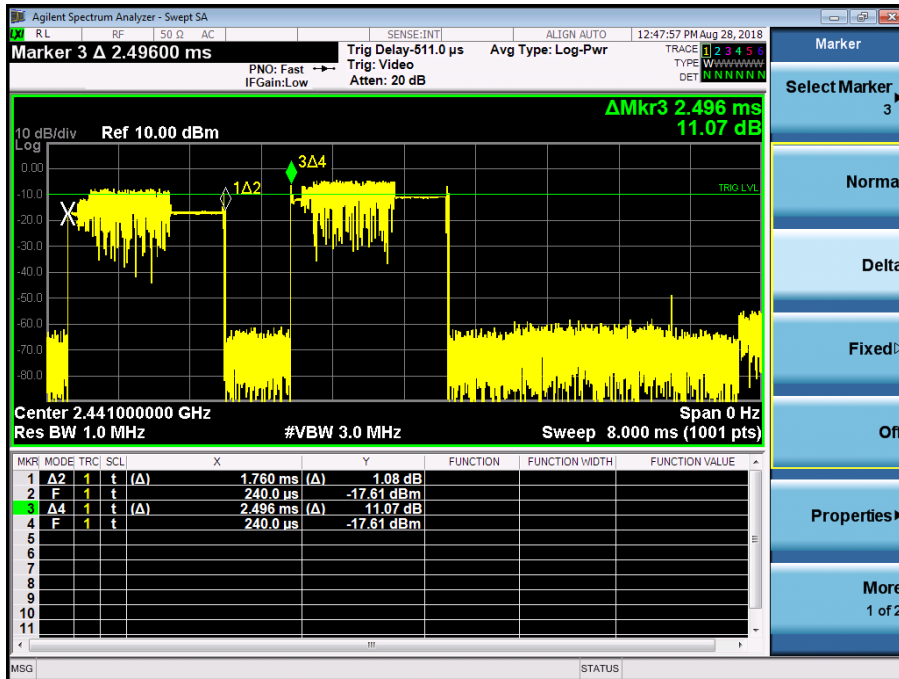 Agilent Spectrum Analyzer - Swept SA
LXI RL RF 50 Ω AC SENSE:INT ALIGN AUTO 12:47:57 PM Aug 28, 2018
Marker 3 Δ 2.49600 ms
PNO: Fast
IFGain:Low
Trig Delay-511.0 µs
Trig: Video
Atten: 20 dB
Avg Type: Log-Pwr
TRACE 1 2 3 4 5 6
TYPE WWWWWW
DET N N N N N N
ΔMkr3 2.496 ms
11.07 dB
10 dB/div Ref 10.00 dBm
Log
0.00
-10.0
-20.0
-30.0
-40.0
-50.0
-60.0
-70.0
-80.0
1Δ2
3Δ4
TRIG LVL
Center 2.441000000 GHz Span 0 Hz
Res BW 1.0 MHz #VBW 3.0 MHz Sweep 8.000 ms (1001 pts)
MKR MODE TRC SCL X Y FUNCTION FUNCTION WIDTH FUNCTION VALUE
1 Δ2 1 t (Δ) 1.760 ms (Δ) 1.08 dB
2 F 1 t 240.0 µs -17.61 dBm
3 Δ4 1 t (Δ) 2.496 ms (Δ) 11.07 dB
4 F 1 t 240.0 µs -17.61 dBm
5
6
7
8
9
10
11
MSG STATUS
Marker
Select Marker
3
Norma
Delta
Fixed
Off
Properties
More
1 of 2